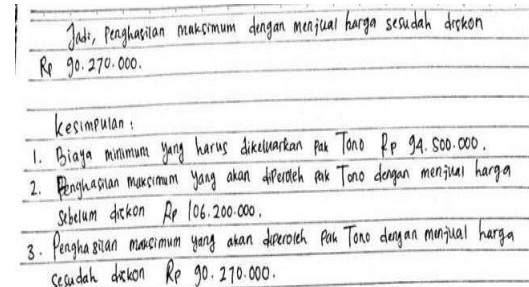 Jadi, Penghasilan maksimum dengan menjual harga sesudah diskon
Rp 90.270.000.
Kesimpulan :
1. Biaya minimum yang harus dikeluarkan pak Tono Rp 94.500.000.
2. Penghasilan maksimum yang akan diperoleh pak Tono dengan menjual harga
sebelum diskon Rp 106.200.000.
3. Penghasilan maksimum yang akan diperoleh Pak Tono dengan menjual harga
sesudah diskon Rp 90.270.000.